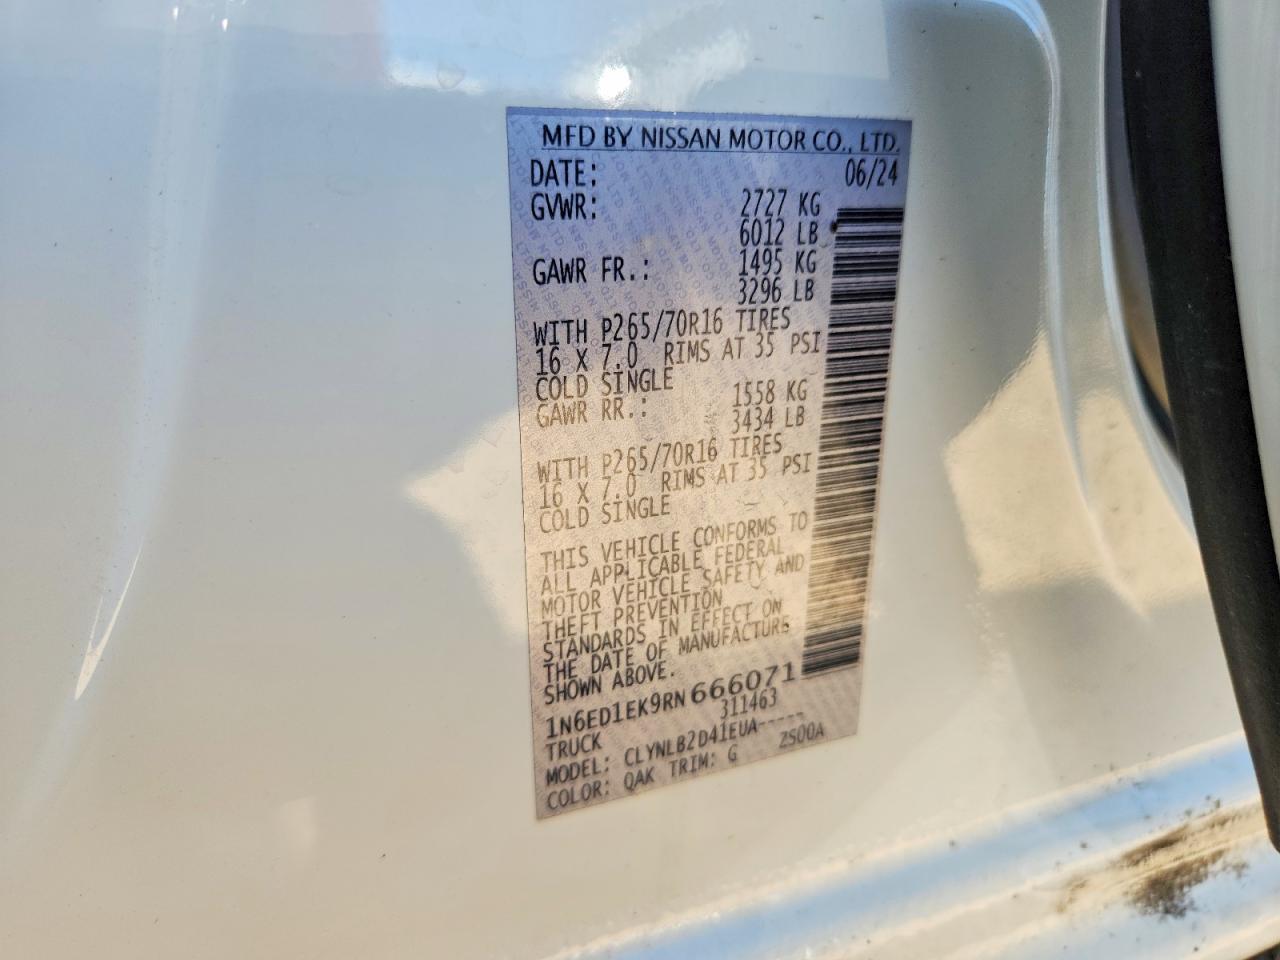 MFD BY NISSAN MOTOR CO., LTD.
DATE: 06/24
GVWR: 2727 KG
6012 LB
GAWR FR.: 1495 KG
3296 LB
WITH P265/70R16 TIRES
16 X 7.0 RIMS AT 35 PSI
COLD SINGLE
GAWR RR.: 1558 KG
3434 LB
WITH P265/70R16 TIRES
16 X 7.0 RIMS AT 35 PSI
COLD SINGLE
THIS VEHICLE CONFORMS TO
ALL APPLICABLE FEDERAL
MOTOR VEHICLE SAFETY AND
THEFT PREVENTION
STANDARDS IN EFFECT ON
THE DATE OF MANUFACTURE
SHOWN ABOVE.
1N6ED1EK9RN666071
TRUCK 311463
MODEL: CLYNLB2D41EUA-----
COLOR: QAK TRIM: G 2S00A